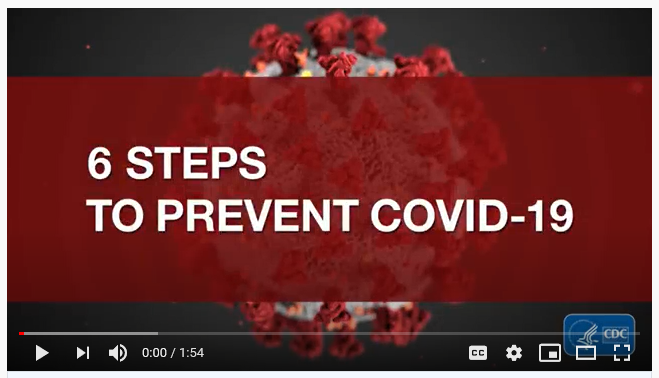 6 STEPS
TO PREVENT COVID-19
CDC
0:00 / 1:54
CC